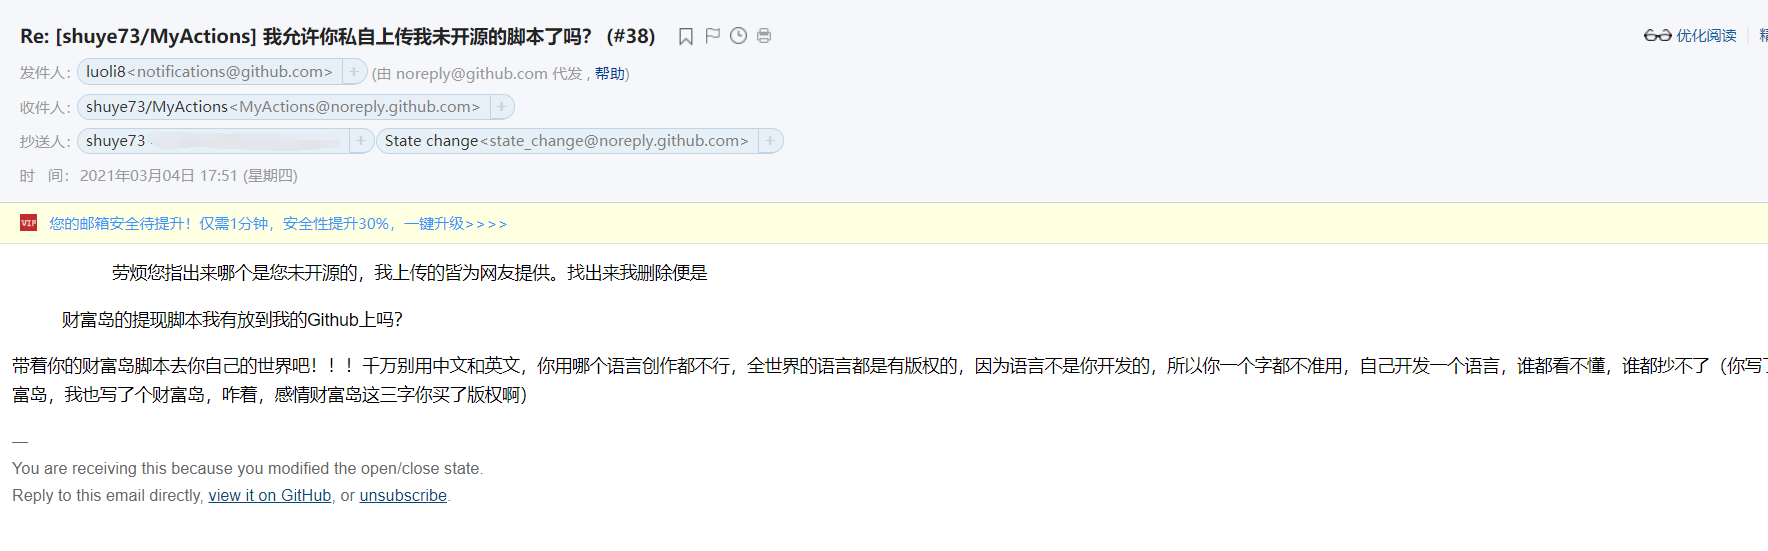 Re: [shuye73/MyActions] 我允许你私自上传我未开源的脚本了吗？ (#38)
优化阅读
发件人：luoli8<notifications@github.com> + (由 noreply@github.com 代发，帮助)
收件人：shuye73/MyActions<MyActions@noreply.github.com> +
抄送人：shuye73 + State change<state_change@noreply.github.com> +
时 间：2021年03月04日 17:51 (星期四)
VIP 您的邮箱安全待提升！仅需1分钟，安全性提升30%，一键升级>>>>
劳烦您指出来哪个是您未开源的，我上传的皆为网友提供。找出来我删除便是
财富岛的提现脚本我有放到我的Github上吗？
带着你的财富岛脚本去你自己的世界吧！！！千万别用中文和英文，你用哪个语言创作都不行，全世界的语言都是有版权的，因为语言不是你开发的，所以你一个字都不准用，自己开发一个语言，谁都看不懂，谁都抄不了（你写
富岛，我也写了个财富岛，咋着，感情财富岛这三字你买了版权啊）
—
You are receiving this because you modified the open/close state.
Reply to this email directly, view it on GitHub, or unsubscribe.